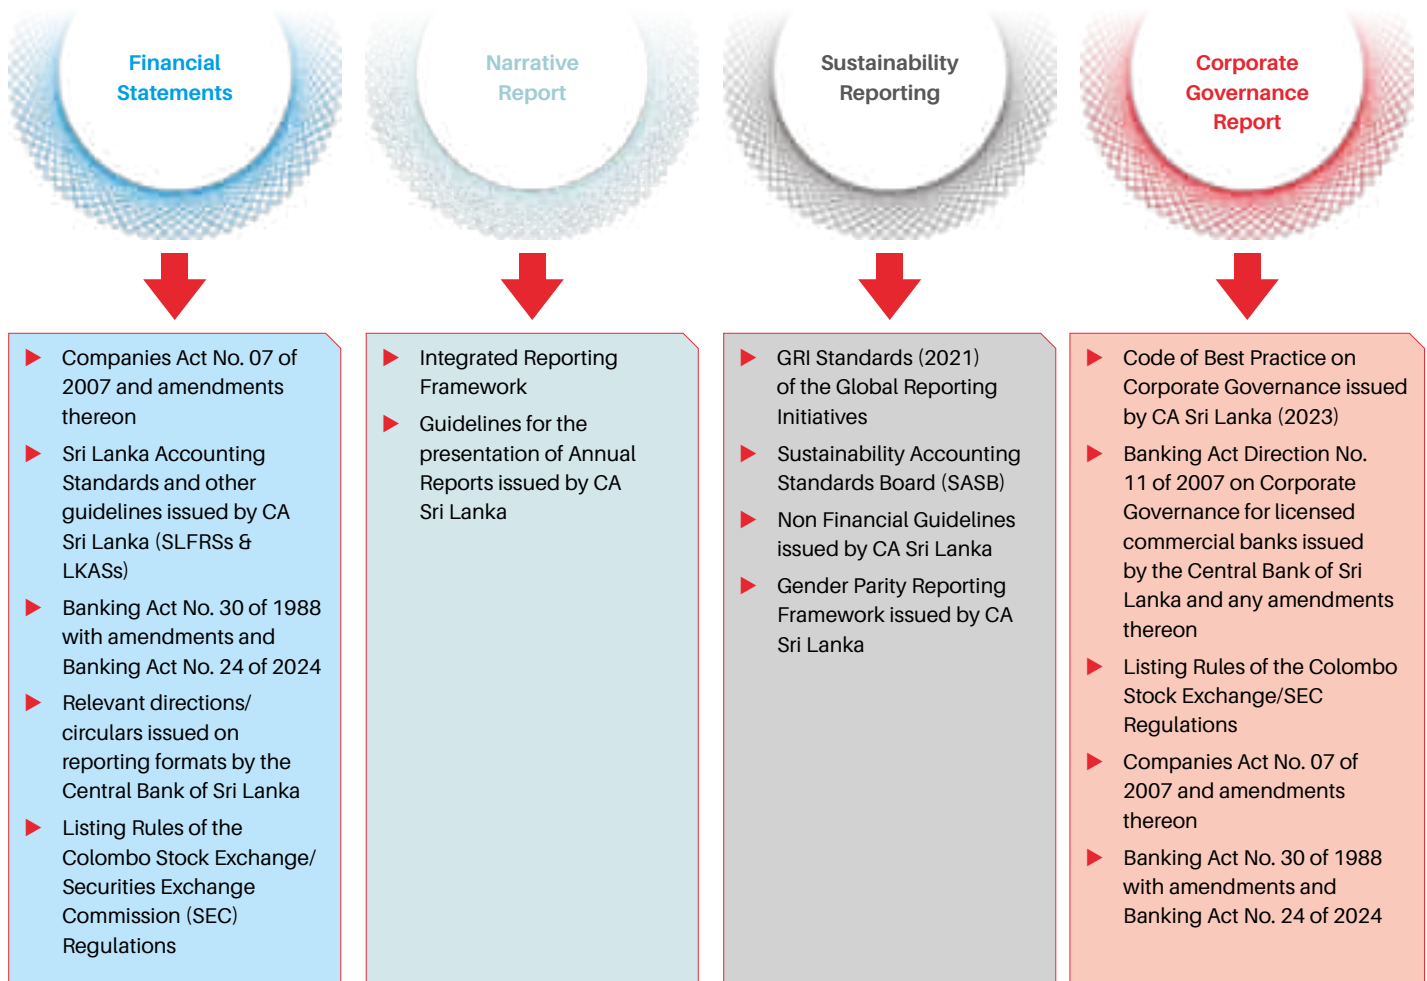 Financial
Statements
Companies Act No. 07 of
2007 and amendments
thereon
Sri Lanka Accounting
Standards and other
guidelines issued by CA
Sri Lanka (SLFRSs &
LKASs)
Banking Act No. 30 of 1988
with amendments and
Banking Act No. 24 of 2024
Relevant directions/
circulars issued on
reporting formats by the
Central Bank of Sri Lanka
Listing Rules of the
Colombo Stock Exchange/
Securities Exchange
Commission (SEC)
Regulations
Narrative
Report
Integrated Reporting
Framework
Guidelines for the
presentation of Annual
Reports issued by CA
Sri Lanka
Sustainability
Reporting
GRI Standards (2021)
of the Global Reporting
Initiatives
Sustainability Accounting
Standards Board (SASB)
Non Financial Guidelines
issued by CA Sri Lanka
Gender Parity Reporting
Framework issued by CA
Sri Lanka
Corporate
Governance
Report
Code of Best Practice on
Corporate Governance issued
by CA Sri Lanka (2023)
Banking Act Direction No.
11 of 2007 on Corporate
Governance for licensed
commercial banks issued
by the Central Bank of Sri
Lanka and any amendments
thereon
Listing Rules of the Colombo
Stock Exchange/SEC
Regulations
Companies Act No. 07 of
2007 and amendments
thereon
Banking Act No. 30 of 1988
with amendments and
Banking Act No. 24 of 2024